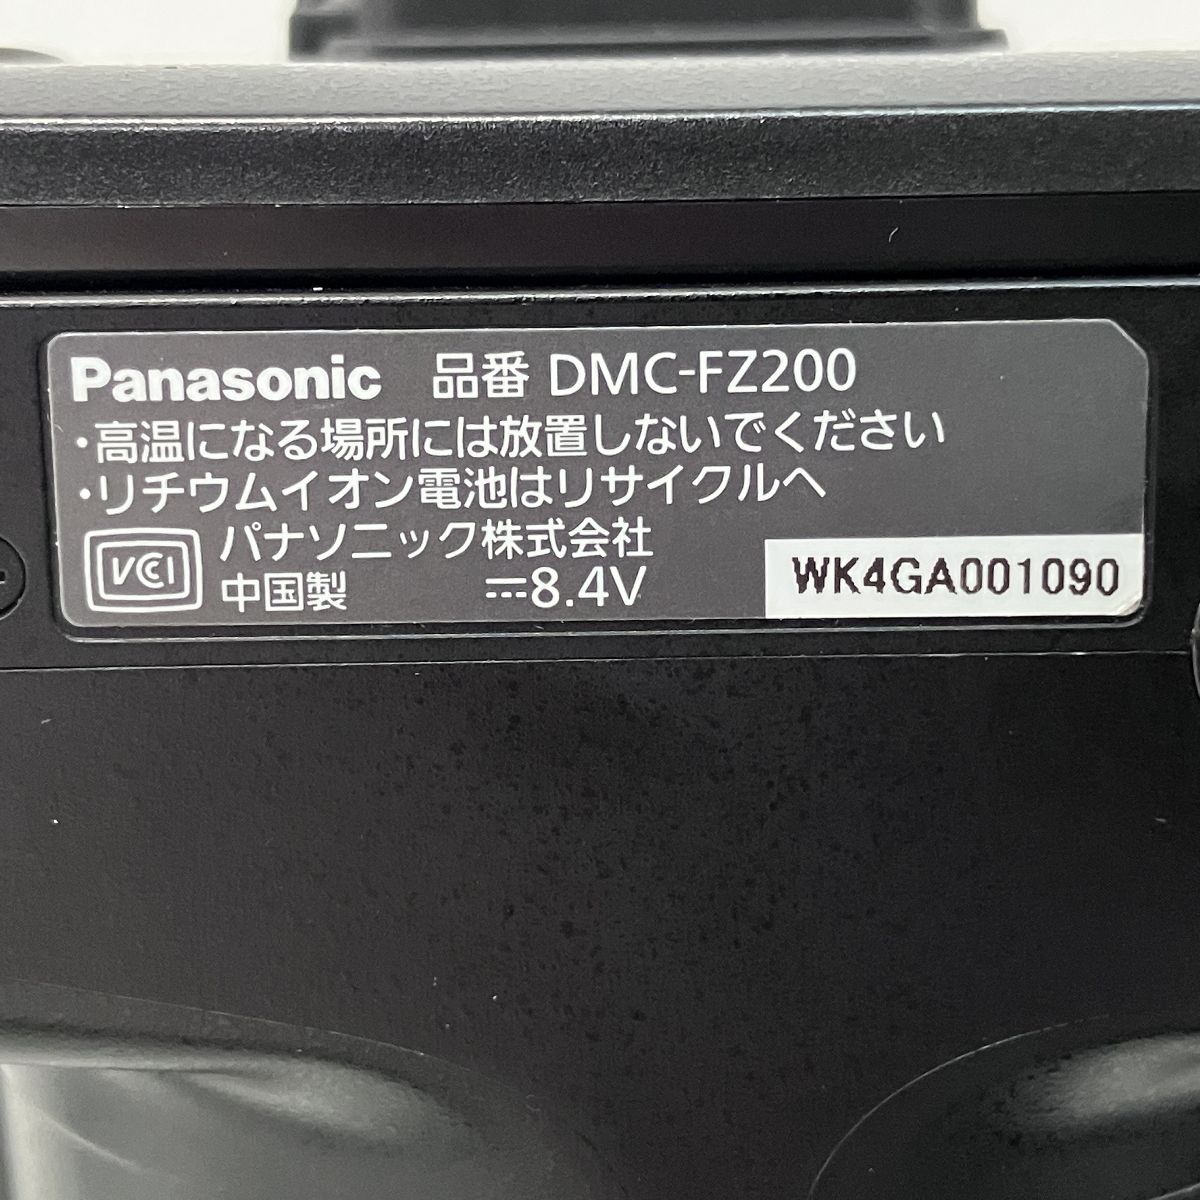 Panasonic 品番 DMC-FZ200
・高温になる場所には放置しないでください
・リチウムイオン電池はリサイクルへ
VCCI パナソニック株式会社
中国製 ⎓8.4V WK4GA001090